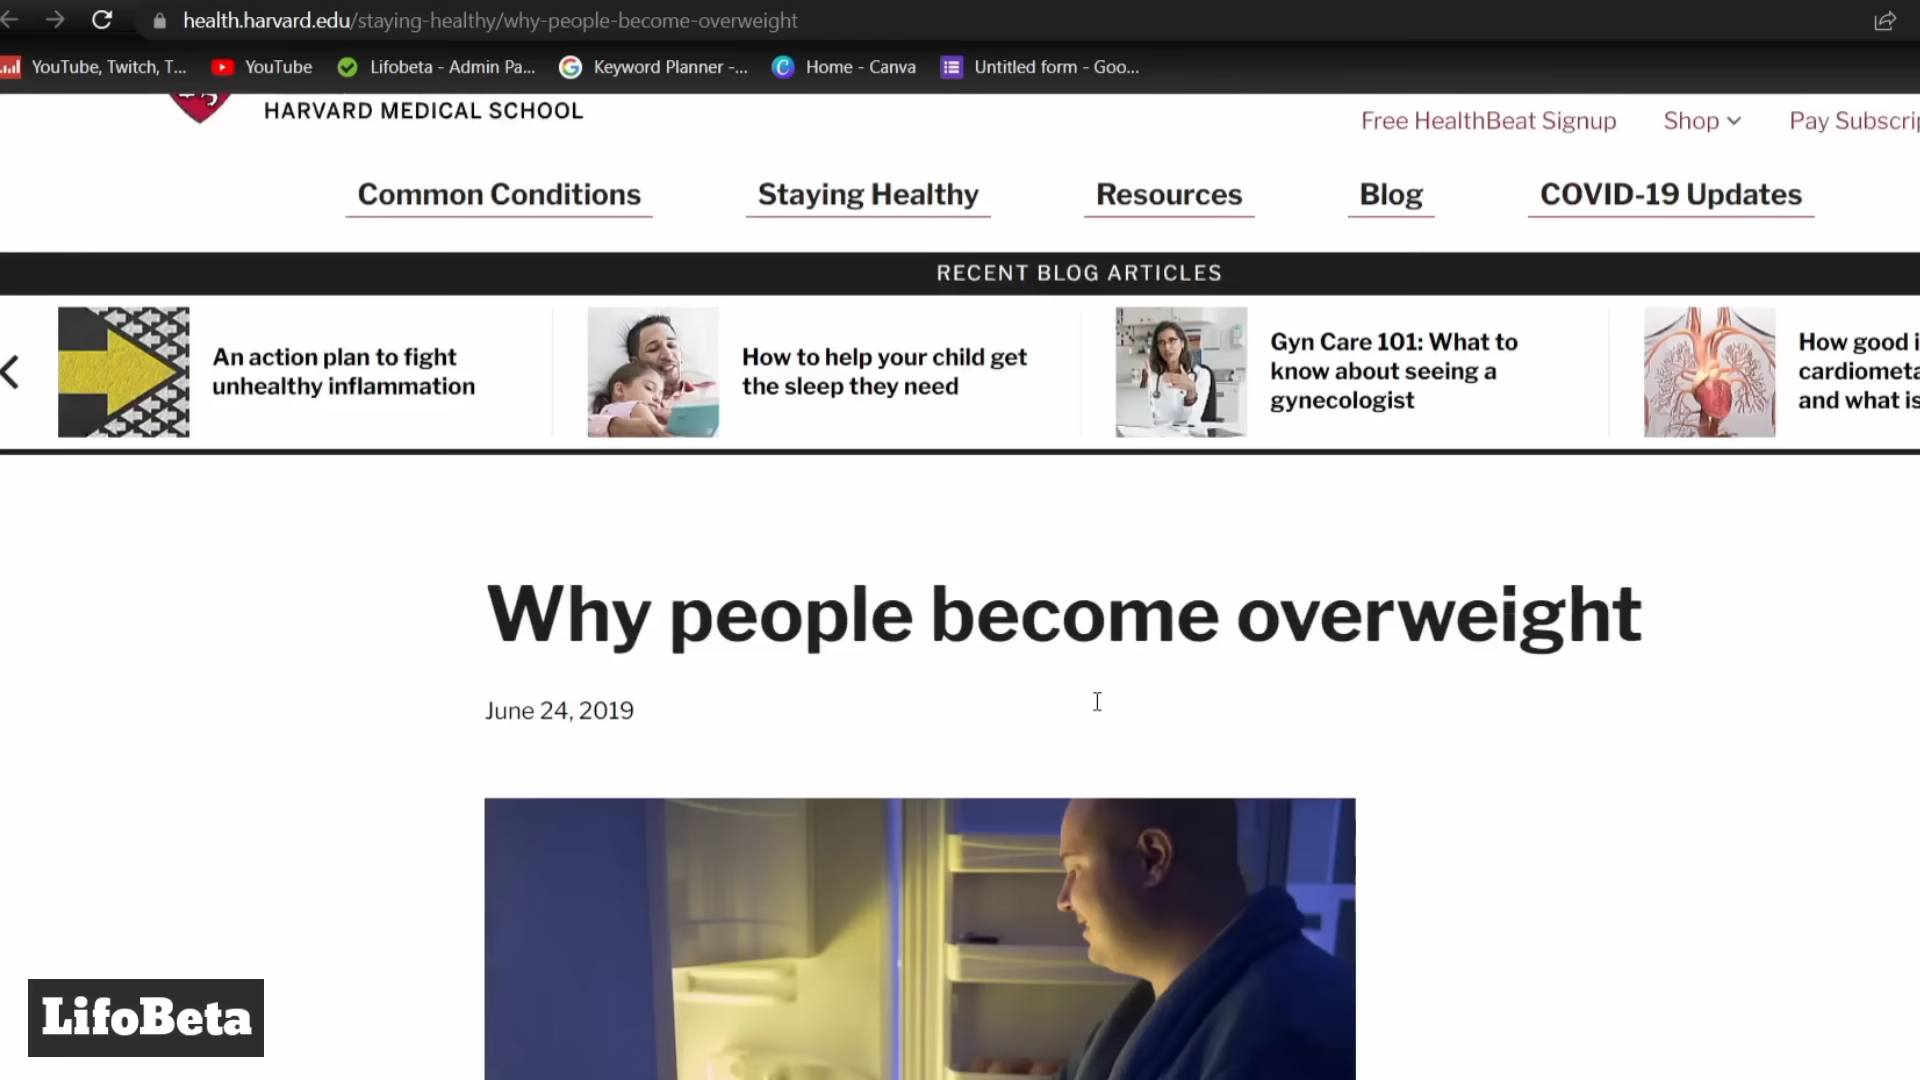 health.harvard.edu/staying-healthy/why-people-become-overweight
YouTube, Twitch, T... YouTube Lifobeta - Admin Pa... Keyword Planner -... Home - Canva Untitled form - Goo...
HARVARD MEDICAL SCHOOL
Free HealthBeat Signup Shop Pay
Common Conditions Staying Healthy Resources Blog COVID-19 Updates
RECENT BLOG ARTICLES
An action plan to fight
unhealthy inflammation
How to help your child get
the sleep they need
Gyn Care 101: What to
know about seeing a
gynecologist
How good
and what is
Why people become overweight
June 24, 2019
LifoBeta